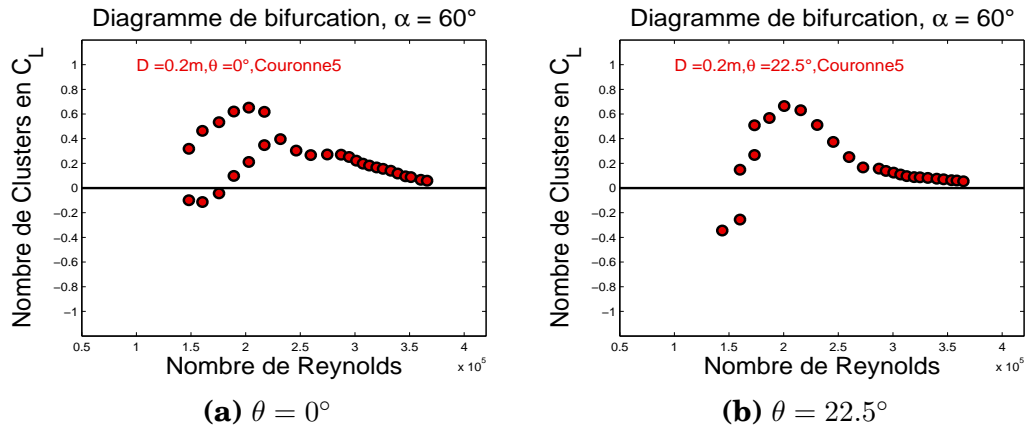 Diagramme de bifurcation, α = 60°
D =0.2m,θ =0°,Couronne5
Nombre de Clusters en C_L
1
0.8
0.6
0.4
0.2
0
−0.2
−0.4
−0.6
−0.8
−1
0.5 1 1.5 2 2.5 3 3.5 4
x 10^5
Nombre de Reynolds
(a) θ = 0°
Diagramme de bifurcation, α = 60°
D =0.2m,θ =22.5°,Couronne5
Nombre de Clusters en C_L
1
0.8
0.6
0.4
0.2
0
−0.2
−0.4
−0.6
−0.8
−1
0.5 1 1.5 2 2.5 3 3.5 4
x 10^5
Nombre de Reynolds
(b) θ = 22.5°